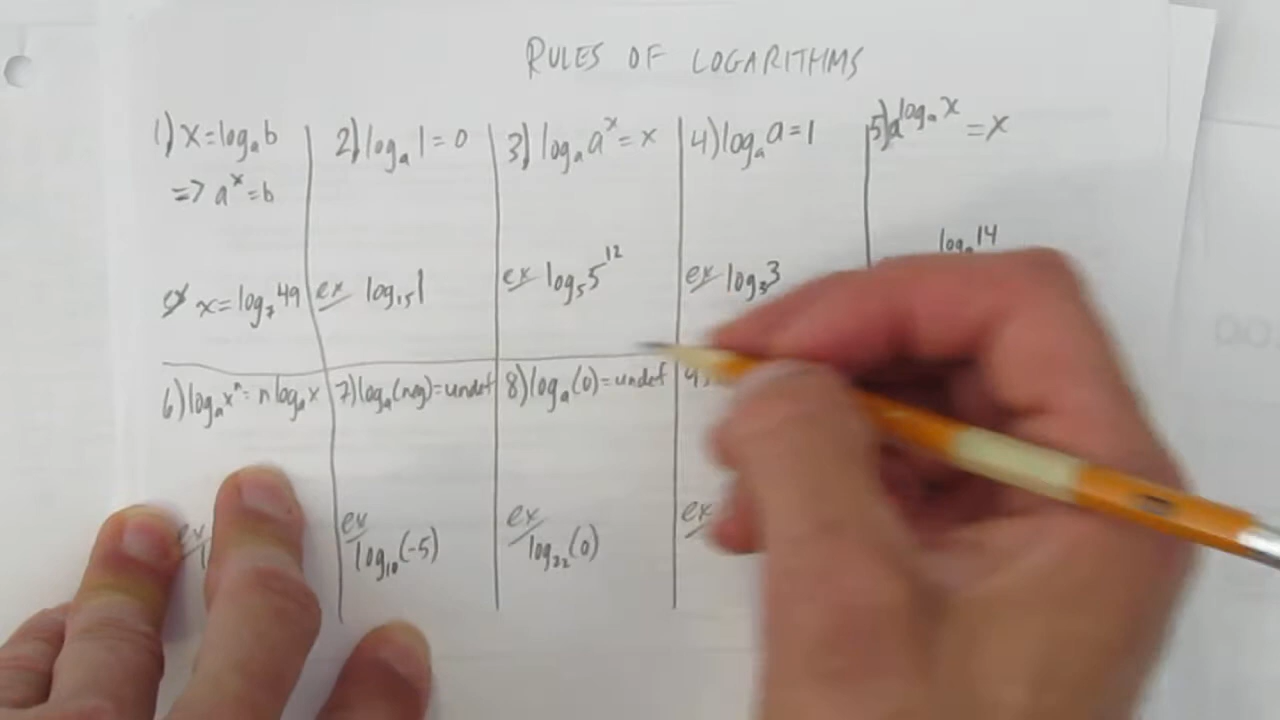 RULES OF LOGARITHMS
1) x = logₐ b
=> aˣ = b
2) logₐ 1 = 0
3) logₐ aˣ = x
4) logₐ a = 1
5) a^(logₐ x) = x
ex x = log₇ 49
ex log₁₅ 1
ex log₅ 5¹²
ex log₃ 3
14
6) logₐ xⁿ = n logₐ x
7) logₐ (neg) = undef
8) logₐ (0) = undef
ex
ex
log₁₀ (-5)
ex
log₂₂ (0)
ex